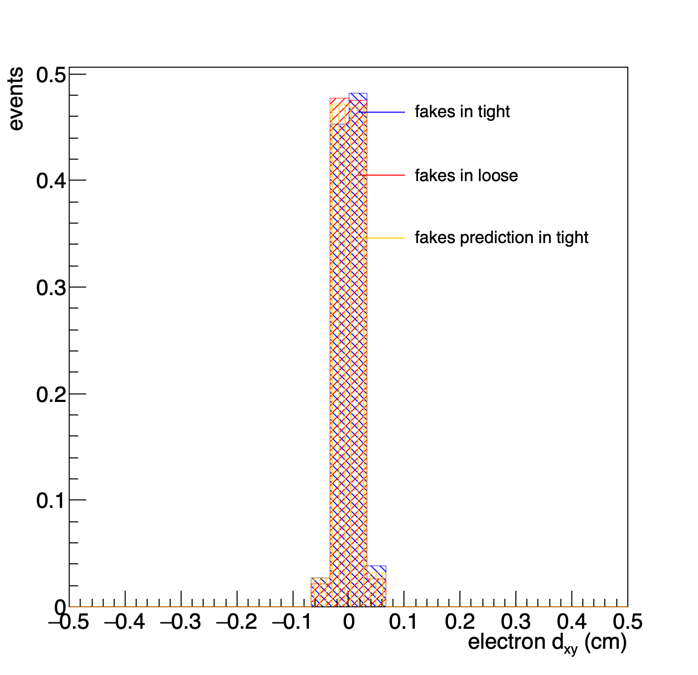 events
0.5
fakes in tight
0.4
fakes in loose
fakes prediction in tight
0.3
0.2
0.1
0
−0.5 −0.4 −0.3 −0.2 −0.1 0 0.1 0.2 0.3 0.4 0.5
electron dxy (cm)